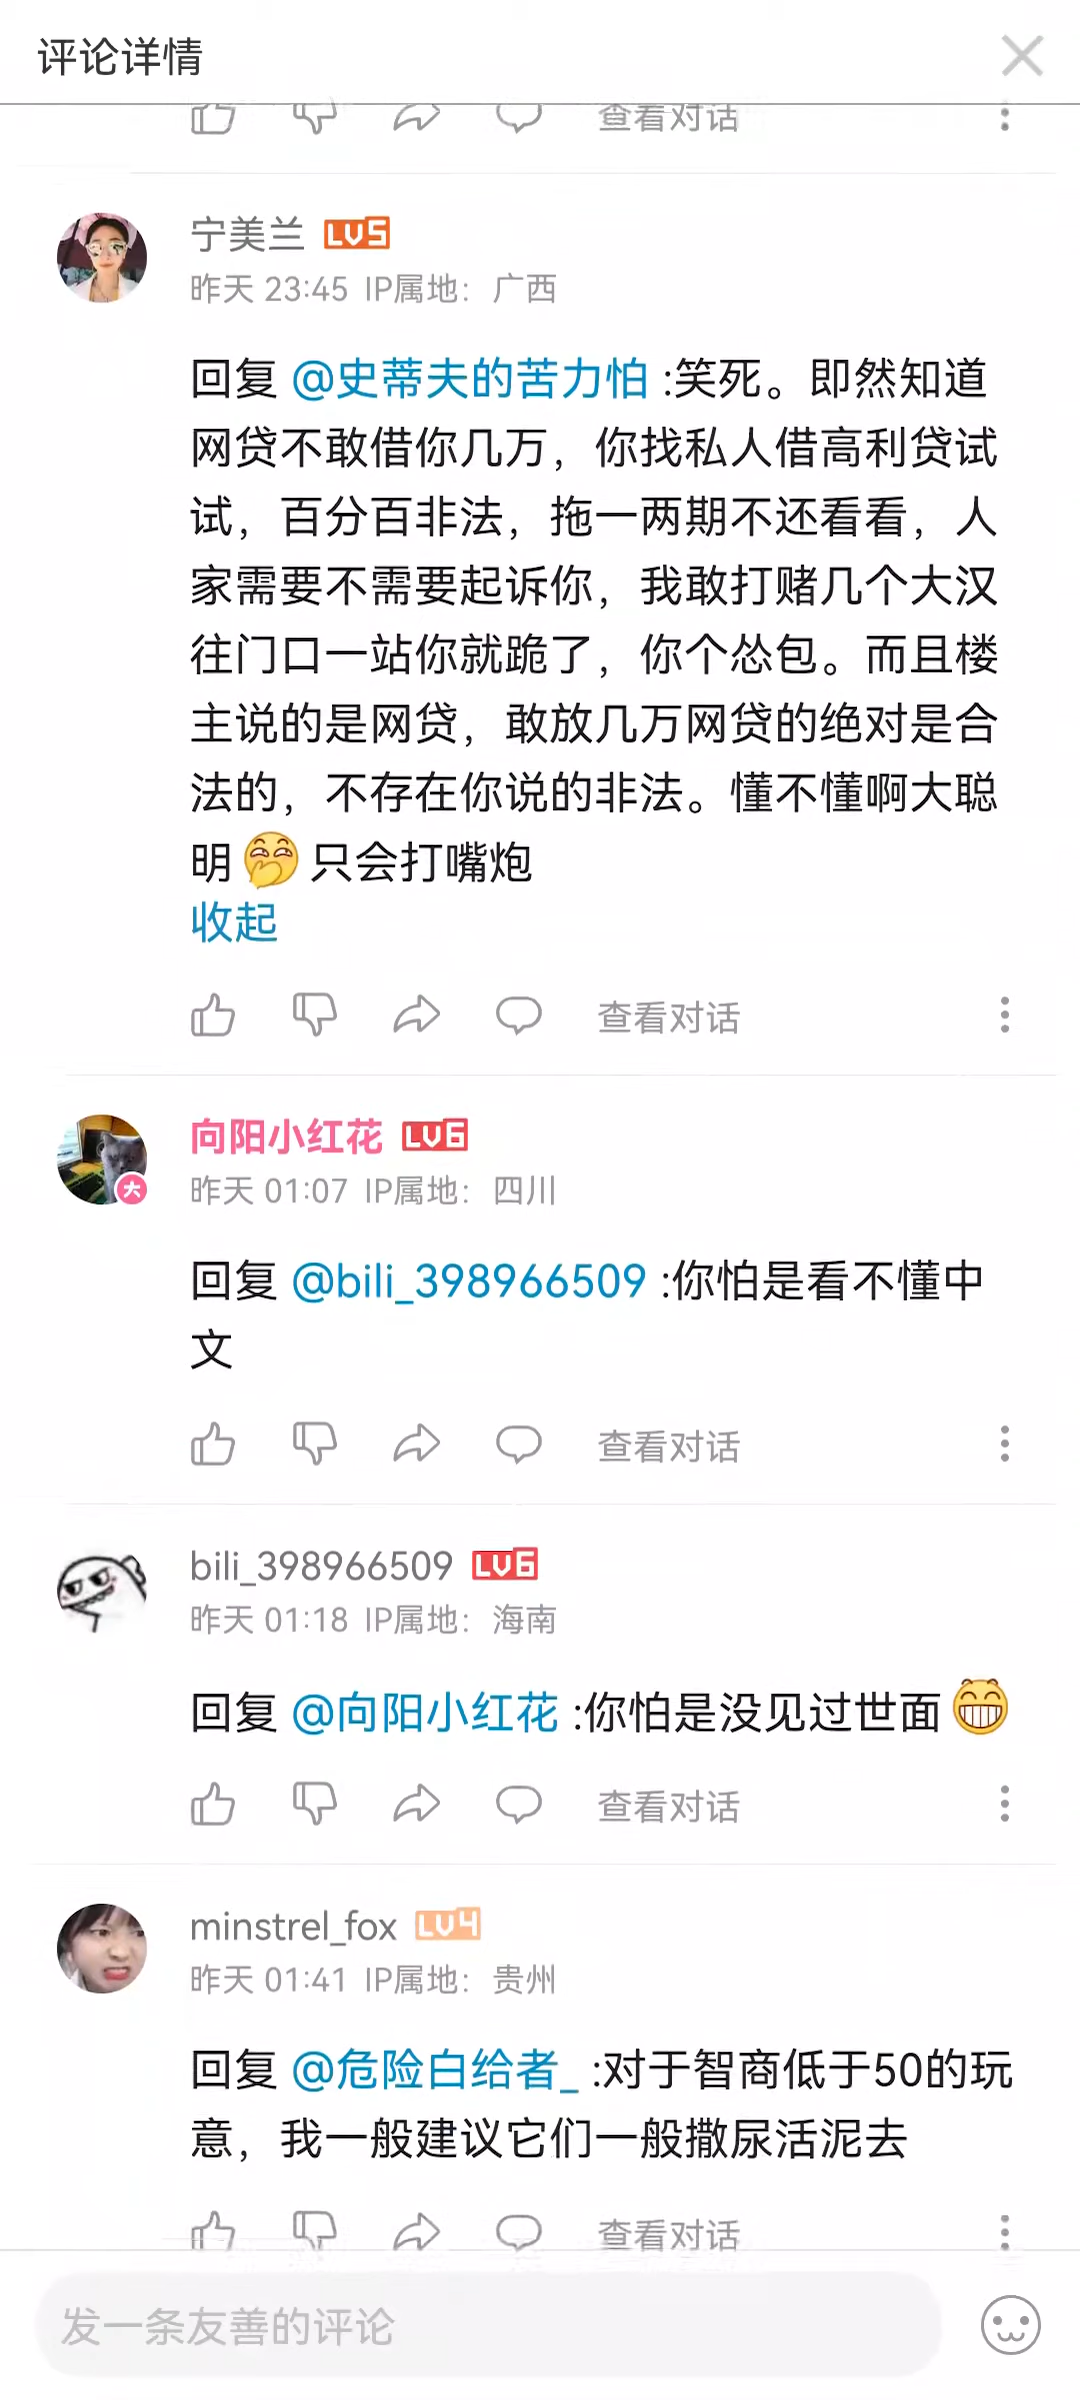 评论详情
查看对话
宁美兰 LV5
昨天 23:45 IP属地：广西
回复 @史蒂夫的苦力怕 :笑死。即然知道
网贷不敢借你几万，你找私人借高利贷试
试，百分百非法，拖一两期不还看看，人
家需要不需要起诉你，我敢打赌几个大汉
往门口一站你就跪了，你个怂包。而且楼
主说的是网贷，敢放几万网贷的绝对是合
法的，不存在你说的非法。懂不懂啊大聪
明🤭只会打嘴炮
收起
查看对话
向阳小红花 LV6
大
昨天 01:07 IP属地：四川
回复 @bili_398966509 :你怕是看不懂中
文
查看对话
bili_398966509 LV6
昨天 01:18 IP属地：海南
回复 @向阳小红花 :你怕是没见过世面😁
查看对话
minstrel_fox LV4
昨天 01:41 IP属地：贵州
回复 @危险白给者_ :对于智商低于50的玩
意，我一般建议它们一般撒尿活泥去
查看对话
发一条友善的评论